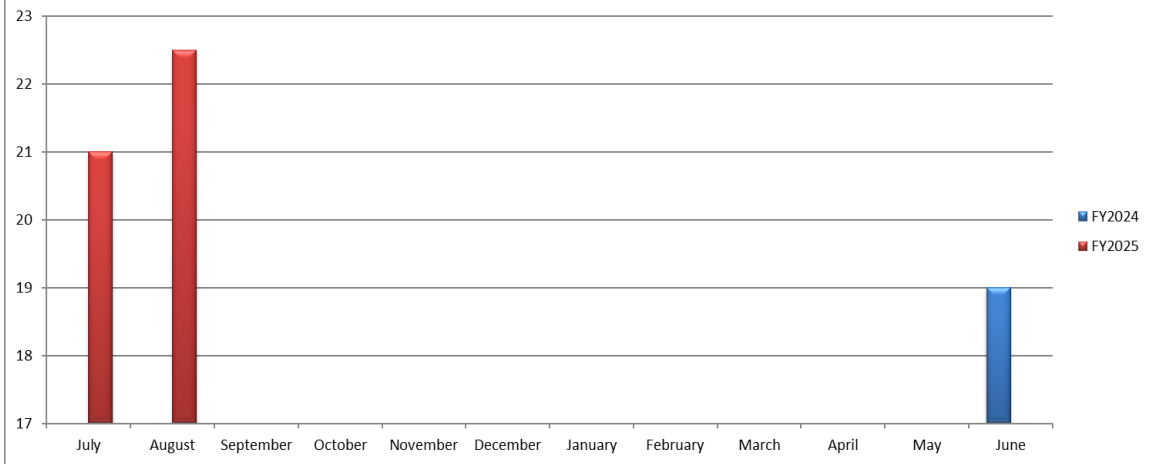 23
22
21
20
19
18
17
July August September October November December January February March April May June
FY2024
FY2025